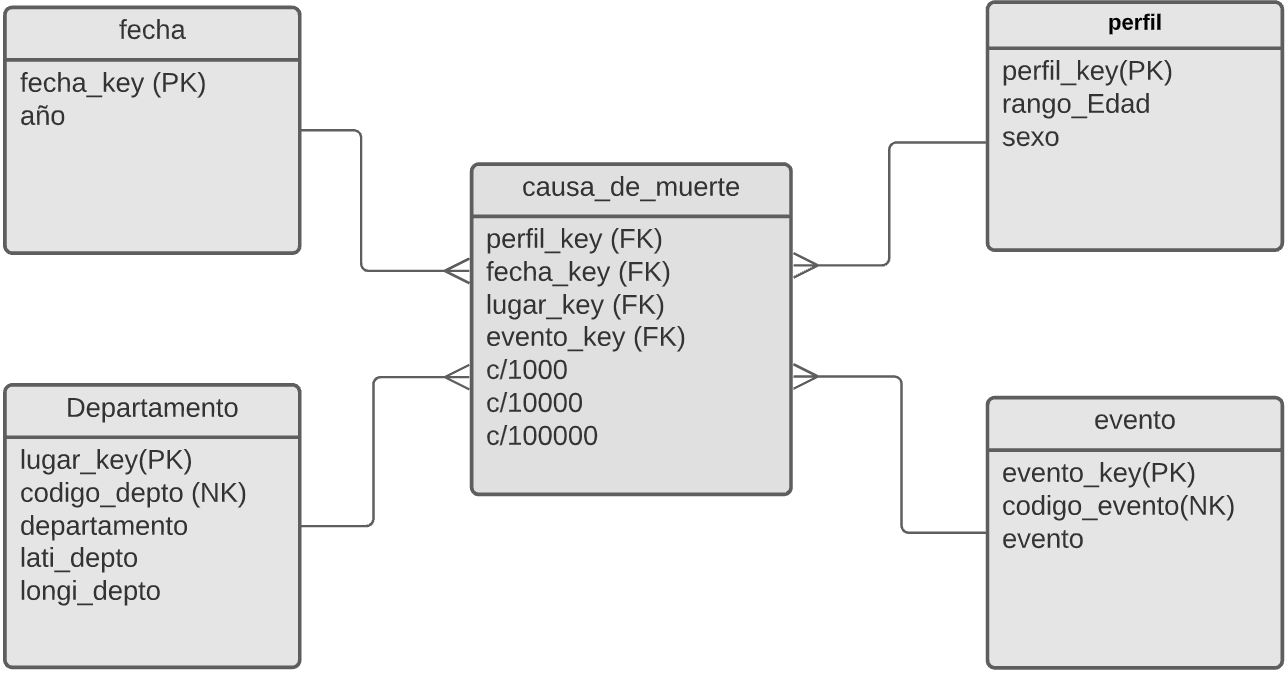 fecha
fecha_key (PK)
año
perfil
perfil_key(PK)
rango_Edad
sexo
causa_de_muerte
perfil_key (FK)
fecha_key (FK)
lugar_key (FK)
evento_key (FK)
c/1000
c/10000
c/100000
Departamento
lugar_key(PK)
codigo_depto (NK)
departamento
lati_depto
longi_depto
evento
evento_key(PK)
codigo_evento(NK)
evento